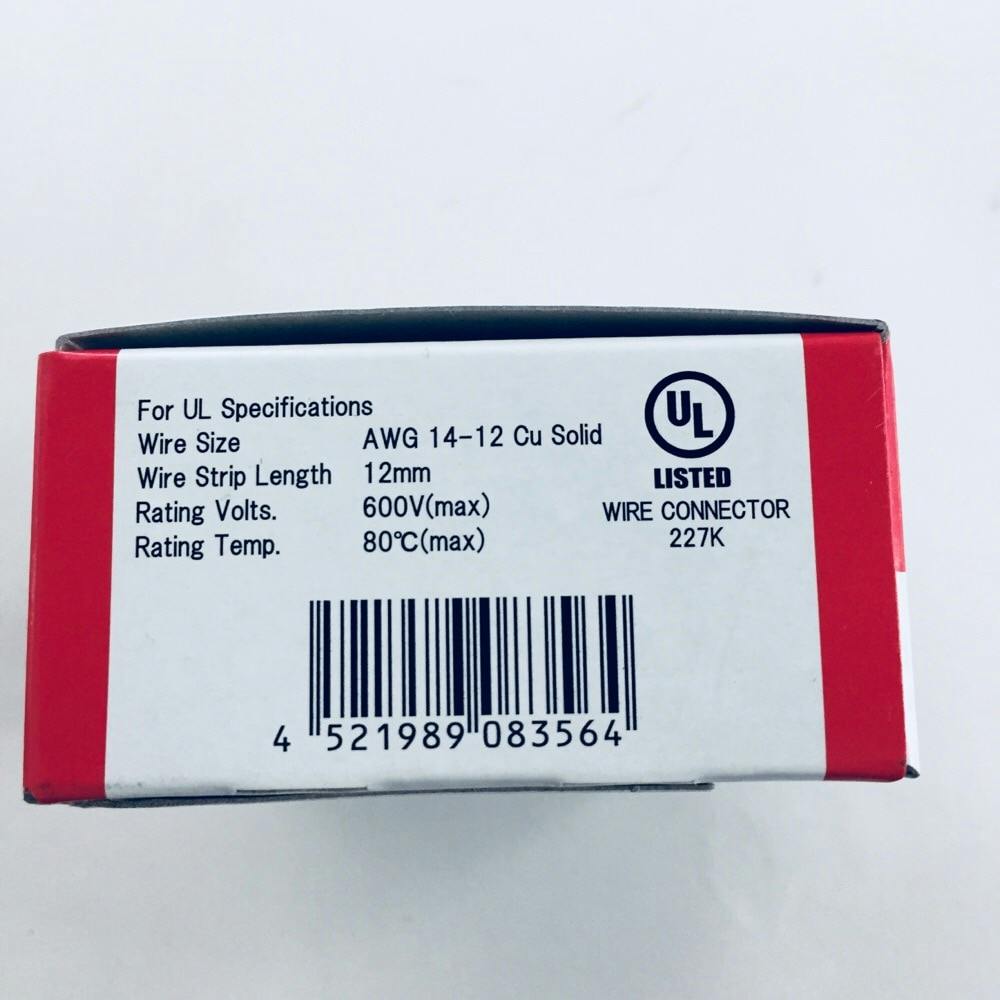 For UL Specifications
Wire Size AWG 14-12 Cu Solid
Wire Strip Length 12mm
Rating Volts. 600V(max)
Rating Temp. 80℃(max)
UL
LISTED
WIRE CONNECTOR
227K
4 521989 083564